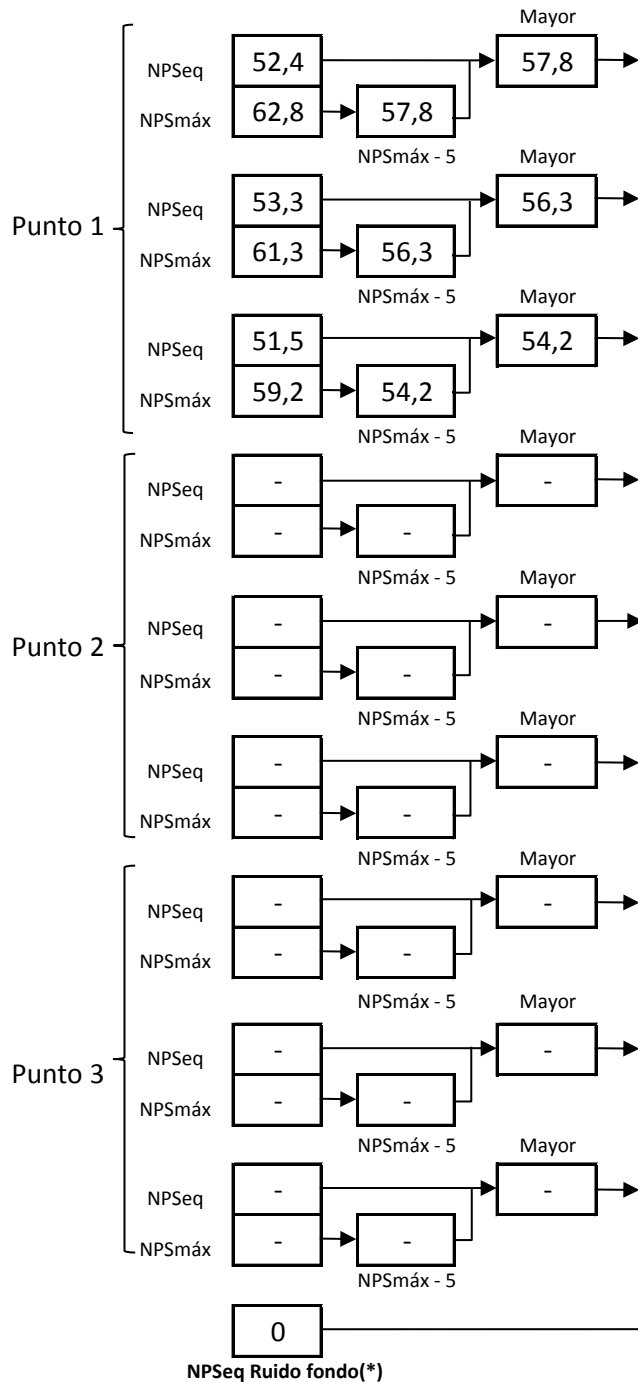 Mayor
NPSeq 52,4 57,8
NPSmáx 62,8 57,8
NPSmáx - 5 Mayor
NPSeq 53,3 56,3
Punto 1
NPSmáx 61,3 56,3
NPSmáx - 5 Mayor
NPSeq 51,5 54,2
NPSmáx 59,2 54,2
NPSmáx - 5 Mayor
NPSeq - -
NPSmáx - -
NPSmáx - 5 Mayor
NPSeq - -
Punto 2
NPSmáx - -
NPSmáx - 5 Mayor
NPSeq - -
NPSmáx - -
NPSmáx - 5 Mayor
NPSeq - -
NPSmáx - -
NPSmáx - 5 Mayor
NPSeq - -
Punto 3
NPSmáx - -
NPSmáx - 5 Mayor
NPSeq - -
NPSmáx - -
NPSmáx - 5
0
NPSeq Ruido fondo(*)